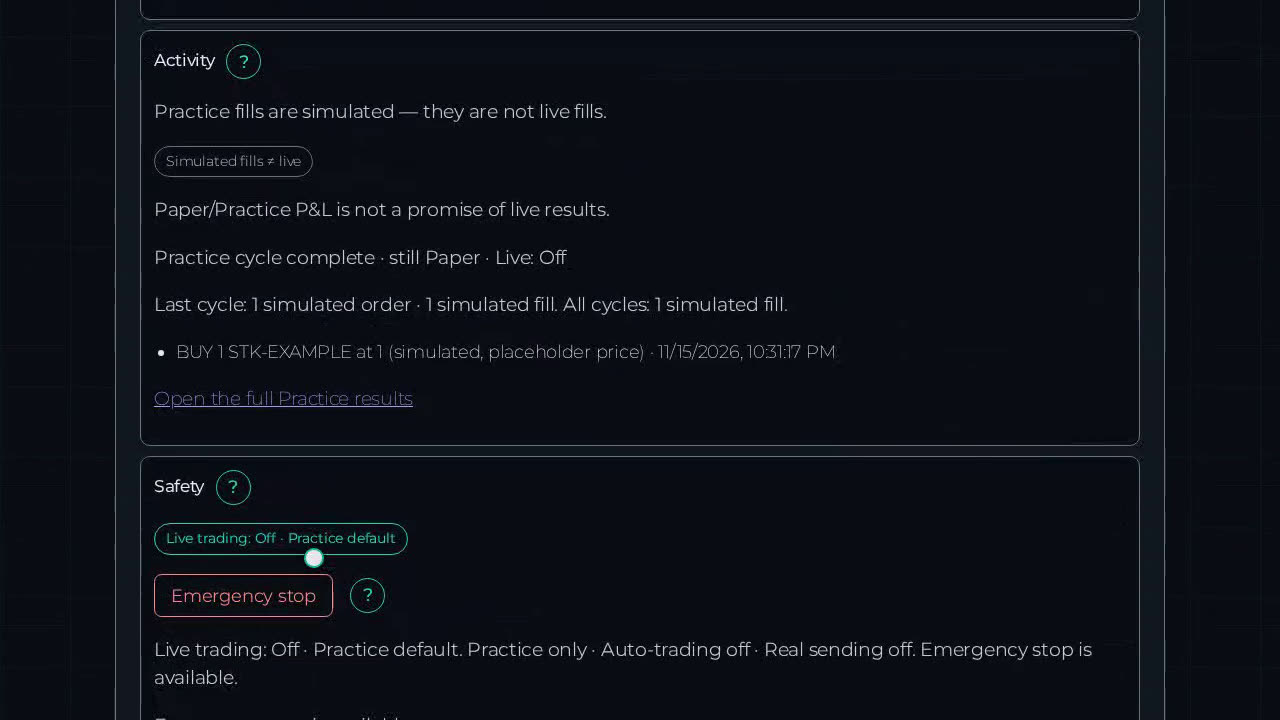 Activity ?
Practice fills are simulated — they are not live fills.
Simulated fills ≠ live
Paper/Practice P&L is not a promise of live results.
Practice cycle complete · still Paper · Live: Off
Last cycle: 1 simulated order · 1 simulated fill. All cycles: 1 simulated fill.
• BUY 1 STK-EXAMPLE at 1 (simulated, placeholder price) · 11/15/2026, 10:31:17 PM
Open the full Practice results
Safety ?
Live trading: Off · Practice default
Emergency stop ?
Live trading: Off · Practice default. Practice only · Auto-trading off · Real sending off. Emergency stop is
available.